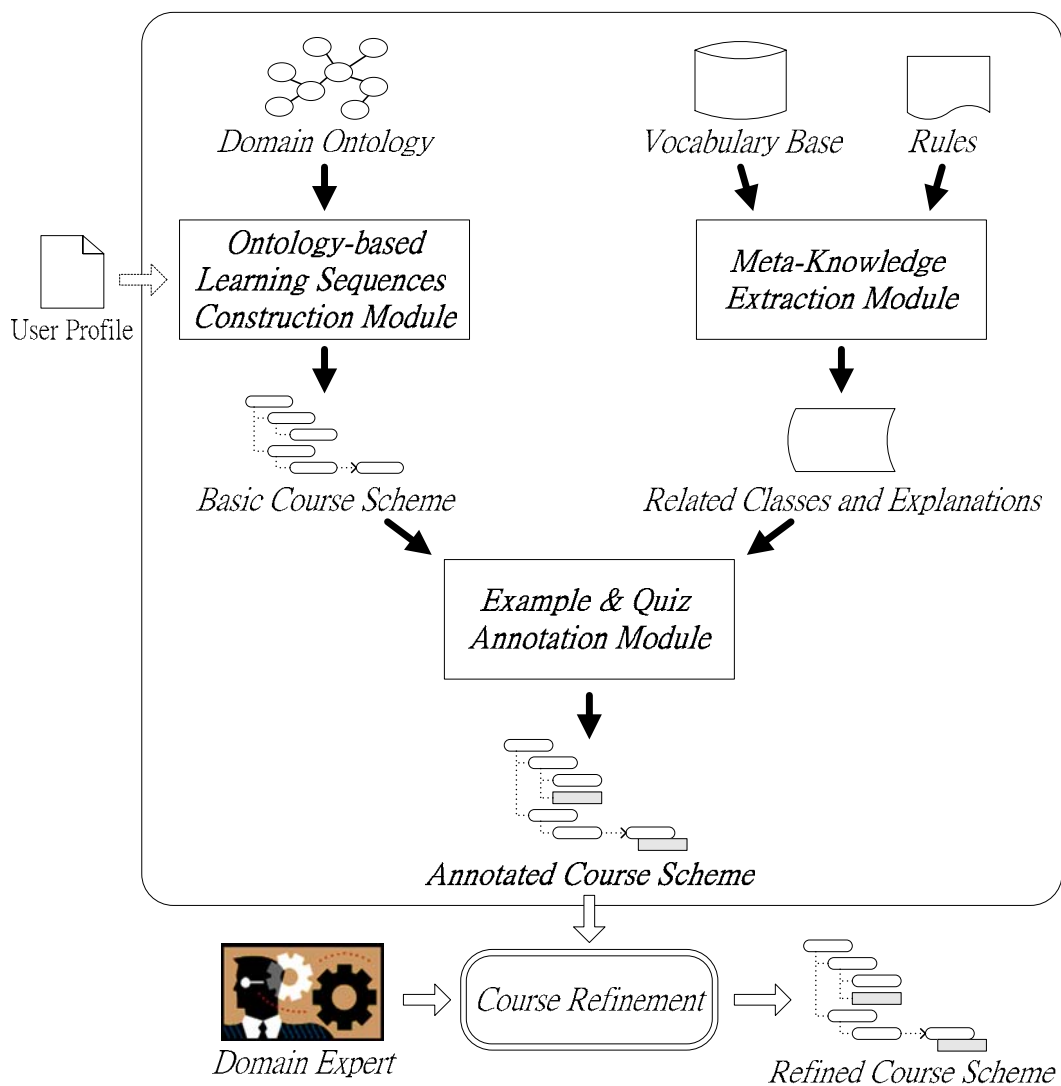 Domain Ontology
Vocabulary Base
Rules
Ontology-based
Learning Sequences
Construction Module
Meta-Knowledge
Extraction Module
User Profile
Basic Course Scheme
Related Classes and Explanations
Example & Quiz
Annotation Module
Annotated Course Scheme
Course Refinement
Domain Expert
Refined Course Scheme